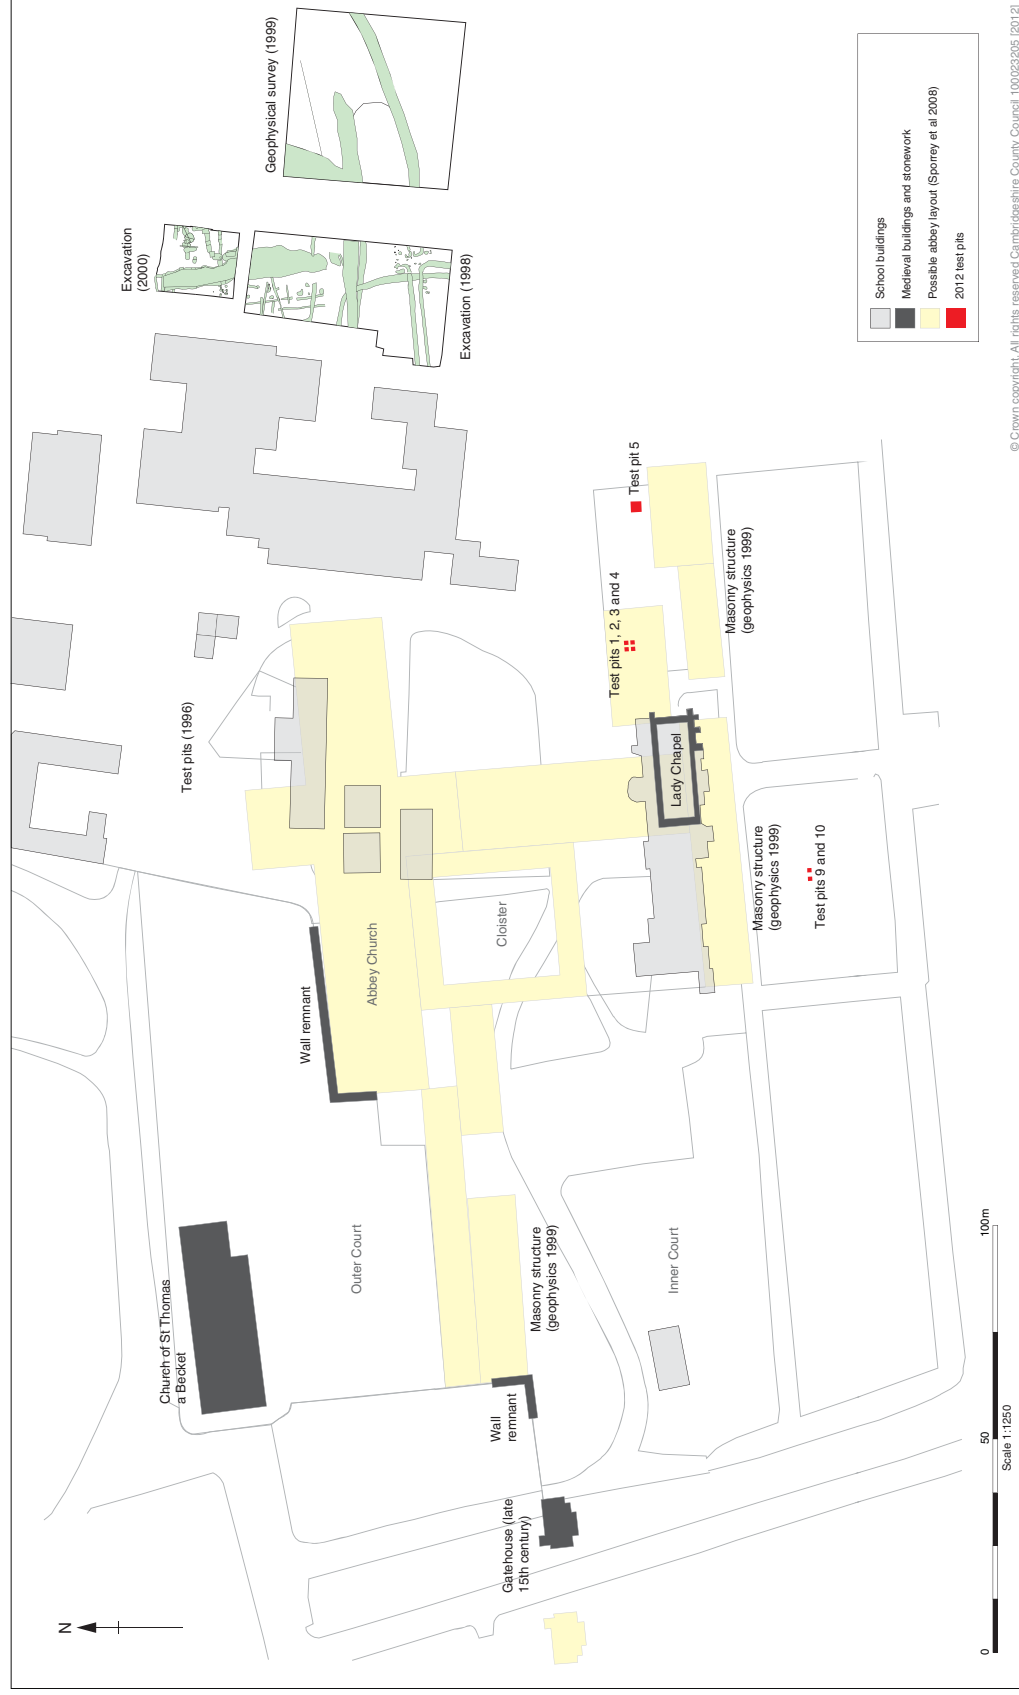 Geophysical survey (1999)
Excavation
(2000)
Excavation (1998)
School buildings
Medieval buildings and stonework
Possible abbey layout (Sporrey et al 2008)
2012 test pits
© Crown copyright. All rights reserved Cambridgeshire County Council 100023205 [2012]
Test pits (1996)
Test pit 5
Test pits 1, 2, 3 and 4
Masonry structure
(geophysics 1999)
Lady Chapel
Masonry structure
(geophysics 1999)
Test pits 9 and 10
Wall remnant
Abbey Church
Cloister
Church of St Thomas
a Becket
Outer Court
Masonry structure
(geophysics 1999)
Inner Court
Wall
remnant
Gatehouse (late
15th century)
N
0
50
100m
Scale 1:1250